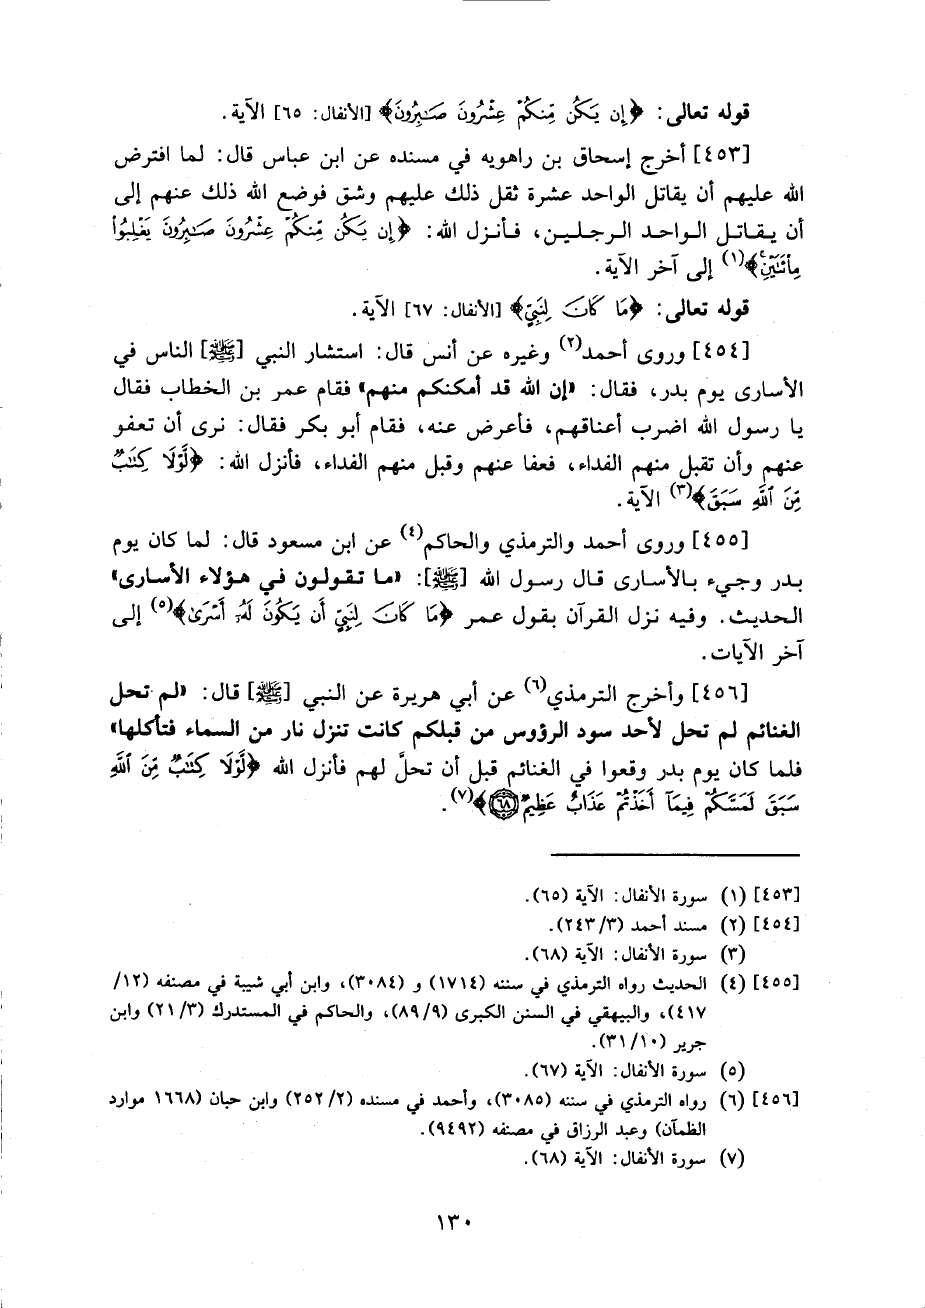 قوله تعالى: ﴿إِن يَكُن مِّنكُمْ عِشْرُونَ صَـٰبِرُونَ﴾ [الأنفال: ٦٥] الآية.
[٤٥٣] أخرج إسحاق بن راهويه في مسنده عن ابن عباس قال: لما افترض
الله عليهم أن يقاتل الواحد عشرة ثقل ذلك عليهم وشق فوضع الله ذلك عنهم إلى
أن يقاتل الواحد الرجلين، فأنزل الله: ﴿إِن يَكُن مِّنكُمْ عِشْرُونَ صَـٰبِرُونَ يَغْلِبُوا۟
مِا۟ئَتَيْنِ﴾(١) إلى آخر الآية.
قوله تعالى: ﴿مَا كَانَ لِنَبِىٍّ﴾ [الأنفال: ٦٧] الآية.
[٤٥٤] وروى أحمد(٢) وغيره عن أنس قال: استشار النبي [ﷺ] الناس في
الأسارى يوم بدر، فقال: «إن الله قد أمكنكم منهم» فقام عمر بن الخطاب فقال
يا رسول الله اضرب أعناقهم، فأعرض عنه، فقام أبو بكر فقال: نرى أن تعفو
عنهم وأن تقبل منهم الفداء، فعفا عنهم وقبل منهم الفداء، فأنزل الله: ﴿لَّوْلَا كِتَـٰبٌ
مِّنَ ٱللَّهِ سَبَقَ﴾(٣) الآية.
[٤٥٥] وروى أحمد والترمذي والحاكم(٤) عن ابن مسعود قال: لما كان يوم
بدر وجيء بالأسارى قال رسول الله [ﷺ]: «ما تقولون في هؤلاء الأسارى»
الحديث. وفيه نزل القرآن بقول عمر ﴿مَا كَانَ لِنَبِىٍّ أَن يَكُونَ لَهُۥٓ أَسْرَىٰ﴾(٥) إلى
آخر الآيات.
[٤٥٦] وأخرج الترمذي(٦) عن أبي هريرة عن النبي [ﷺ] قال: «لم تحل
الغنائم لم تحل لأحد سود الرؤوس من قبلكم كانت تنزل نار من السماء فتأكلها»
فلما كان يوم بدر وقعوا في الغنائم قبل أن تحلَّ لهم فأنزل الله ﴿لَّوْلَا كِتَـٰبٌ مِّنَ ٱللَّهِ
سَبَقَ لَمَسَّكُمْ فِيمَآ أَخَذْتُمْ عَذَابٌ عَظِيمٌ ٦٨﴾(٧).
[٤٥٣] (١) سورة الأنفال: الآية (٦٥).
[٤٥٤] (٢) مسند أحمد (٢٤٣/٣).
(٣) سورة الأنفال: الآية (٦٨).
[٤٥٥] (٤) الحديث رواه الترمذي في سننه (١٧١٤) و (٣٠٨٤)، وابن أبي شيبة في مصنفه (١٢/
٤١٧)، والبيهقي في السنن الكبرى (٨٩/٩)، والحاكم في المستدرك (٢١/٣) وابن
جرير (٣١/١٠).
(٥) سورة الأنفال: الآية (٦٧).
[٤٥٦] (٦) رواه الترمذي في سننه (٣٠٨٥)، وأحمد في مسنده (٢٥٢/٢) وابن حبان (١٦٦٨ موارد
الظمآن) وعبد الرزاق في مصنفه (٩٤٩٢).
(٧) سورة الأنفال: الآية (٦٨).
١٣٠